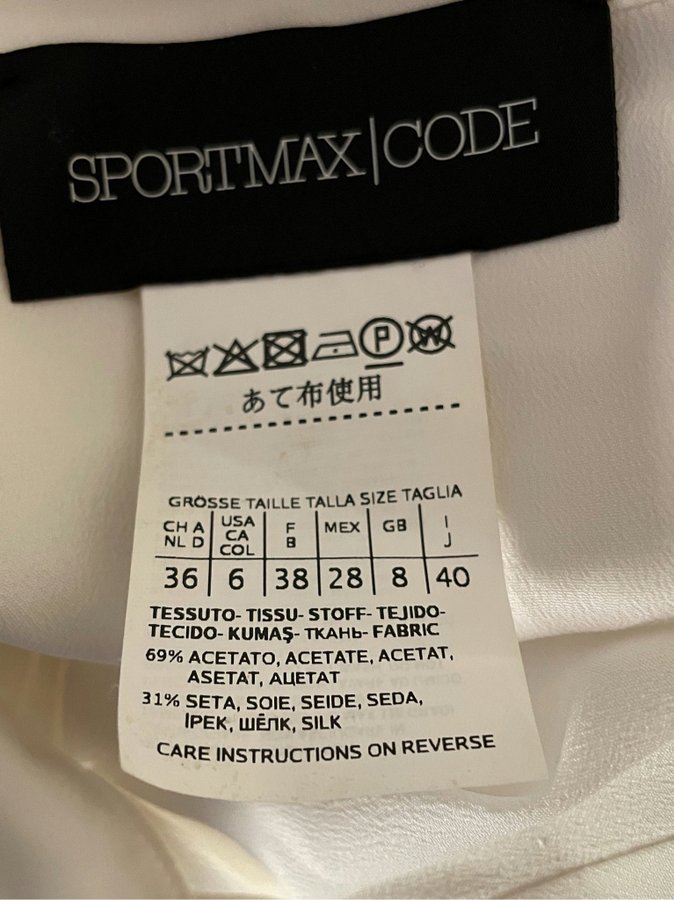 SPORTMAX|CODE
P W
あて布使用
GRÖSSE TAILLE TALLA SIZE TAGLIA
CH A NL D | USA CA COL | F B | MEX | GB | I J
36 | 6 | 38 | 28 | 8 | 40
TESSUTO- TISSU- STOFF- TEJIDO-
TECIDO- KUMAŞ- ТКАНЬ- FABRIC
69% ACETATO, ACETATE, ACETAT,
ASETAT, АЦЕТАТ
31% SETA, SOIE, SEIDE, SEDA,
İPEK, ШЁЛК, SILK
CARE INSTRUCTIONS ON REVERSE